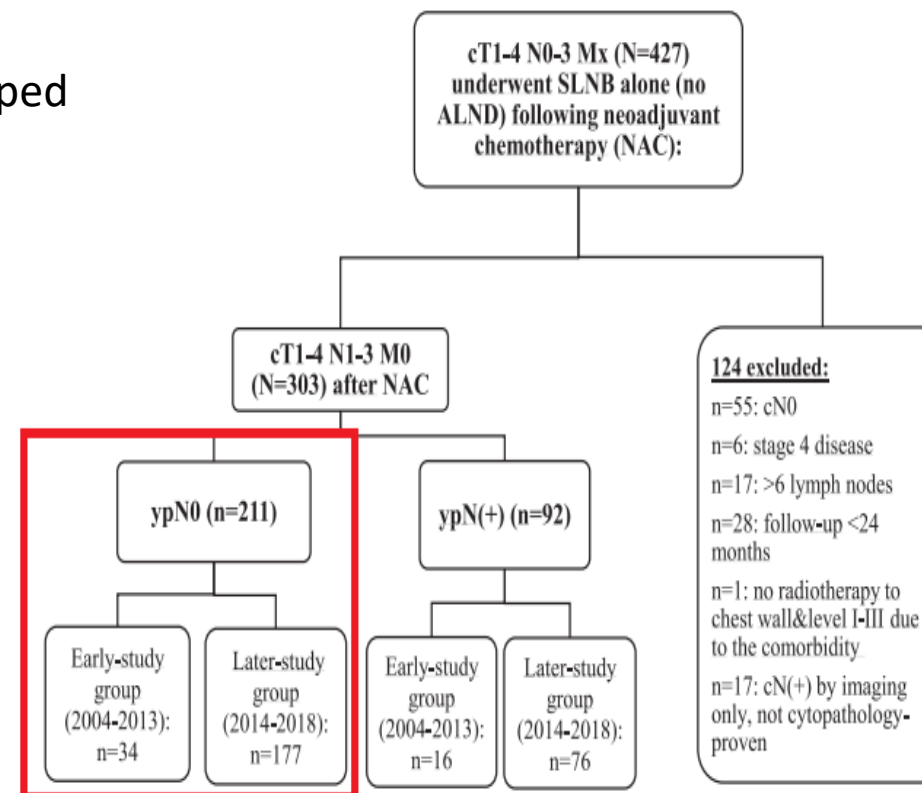 ped
cT1-4 N0-3 Mx (N=427)
underwent SLNB alone (no
ALND) following neoadjuvant
chemotherapy (NAC):
cT1-4 N1-3 M0
(N=303) after NAC
ypN0 (n=211)
ypN(+) (n=92)
Early-study
group
(2004-2013):
n=34
Later-study
group
(2014-2018):
n=177
Early-study
group
(2004-2013):
n=16
Later-study
group
(2014-2018):
n=76
124 excluded:
n=55: cN0
n=6: stage 4 disease
n=17: >6 lymph nodes
n=28: follow-up <24
months
n=1: no radiotherapy to
chest wall&level I-III due
to the comorbidity
n=17: cN(+) by imaging
only, not cytopathology-
proven